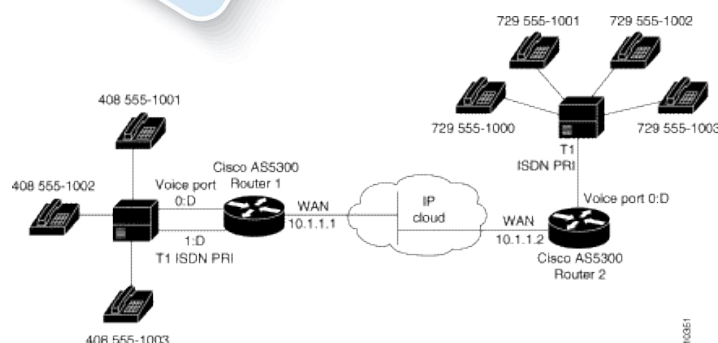 729 555-1001
729 555-1002
408 555-1001
729 555-1000
729 555-1003
T1
ISDN PRI
Cisco AS5300
Router 1
408 555-1002
Voice port
0:D
WAN
10.1.1.1
IP
cloud
Voice port 0:D
1:D
T1 ISDN PRI
WAN
10.1.1.2
Cisco AS5300
Router 2
408 555-1003
10351